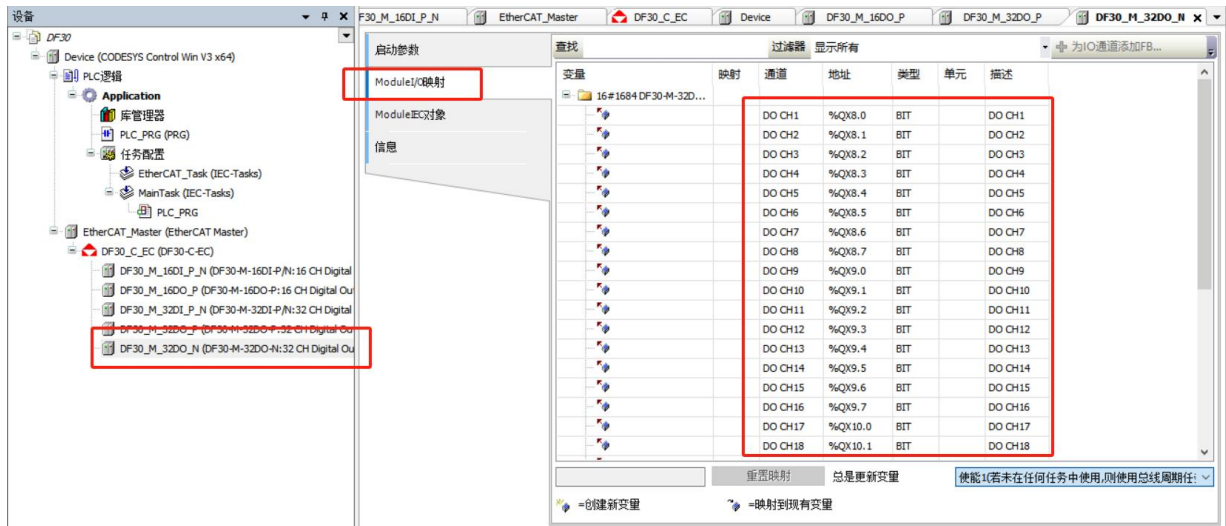 设备
DF30
Device (CODESYS Control Win V3 x64)
PLC逻辑
Application
库管理器
PLC_PRG (PRG)
任务配置
EtherCAT_Task (IEC-Tasks)
MainTask (IEC-Tasks)
PLC_PRG
EtherCAT_Master (EtherCAT Master)
DF30_C_EC (DF30-C-EC)
DF30_M_16DI_P_N (DF30-M-16DI-P/N:16 CH Digital
DF30_M_16DO_P (DF30-M-16DO-P:16 CH Digital Ou
DF30_M_32DI_P_N (DF30-M-32DI-P/N:32 CH Digital
DF30_M_32DO_P (DF30-M-32DO-P:32 CH Digital Ou
DF30_M_32DO_N (DF30-M-32DO-N:32 CH Digital Ou
F30_M_16DI_P_N EtherCAT_Master DF30_C_EC Device DF30_M_16DO_P DF30_M_32DO_P DF30_M_32DO_N
启动参数
ModuleI/O映射
ModuleIEC对象
信息
查找 过滤器 显示所有 为IO通道添加FB...
变量 映射 通道 地址 类型 单元 描述
16#1684 DF30-M-32D...
DO CH1 %QX8.0 BIT DO CH1
DO CH2 %QX8.1 BIT DO CH2
DO CH3 %QX8.2 BIT DO CH3
DO CH4 %QX8.3 BIT DO CH4
DO CH5 %QX8.4 BIT DO CH5
DO CH6 %QX8.5 BIT DO CH6
DO CH7 %QX8.6 BIT DO CH7
DO CH8 %QX8.7 BIT DO CH8
DO CH9 %QX9.0 BIT DO CH9
DO CH10 %QX9.1 BIT DO CH10
DO CH11 %QX9.2 BIT DO CH11
DO CH12 %QX9.3 BIT DO CH12
DO CH13 %QX9.4 BIT DO CH13
DO CH14 %QX9.5 BIT DO CH14
DO CH15 %QX9.6 BIT DO CH15
DO CH16 %QX9.7 BIT DO CH16
DO CH17 %QX10.0 BIT DO CH17
DO CH18 %QX10.1 BIT DO CH18
重置映射 总是更新变量 使能1(若未在任何任务中使用,则使用总线周期任
=创建新变量 =映射到现有变量